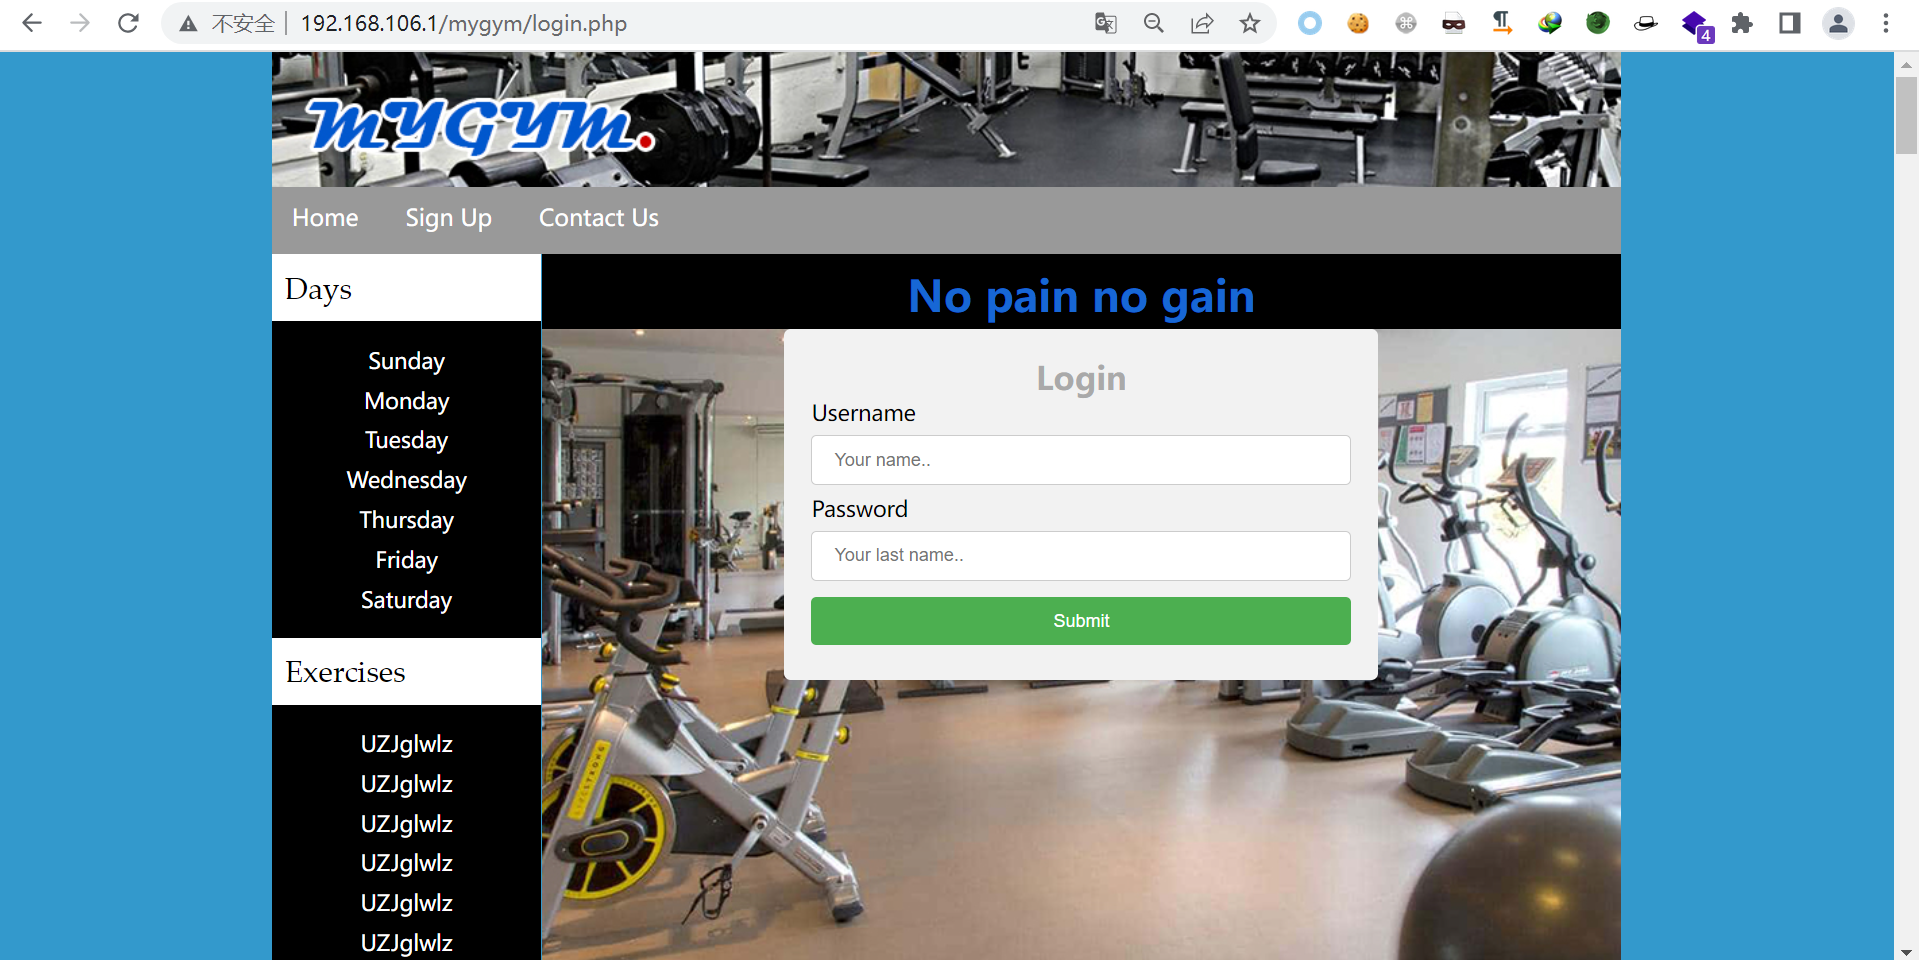 不安全 192.168.106.1/mygym/login.php
4
MYGYM.
Home Sign Up Contact Us
Days
Sunday
Monday
Tuesday
Wednesday
Thursday
Friday
Saturday
Exercises
UZJglwlz
UZJglwlz
UZJglwlz
UZJglwlz
UZJglwlz
UZJglwlz
No pain no gain
Login
Username
Your name..
Password
Your last name..
Submit
LIVESTRONG